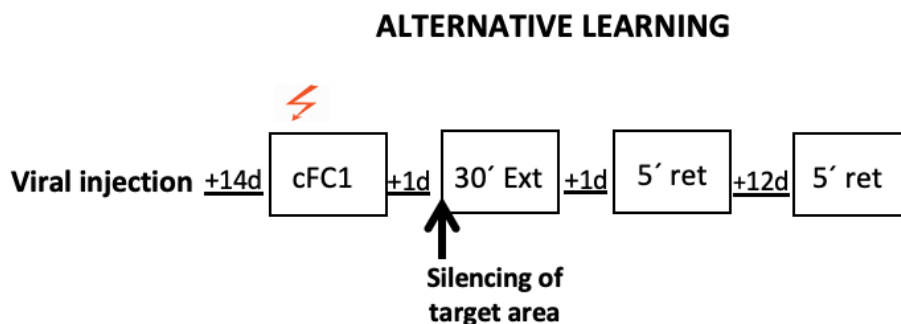 ALTERNATIVE LEARNING
Viral injection +14d cFC1 +1d 30´ Ext +1d 5´ ret +12d 5´ ret
Silencing of
target area